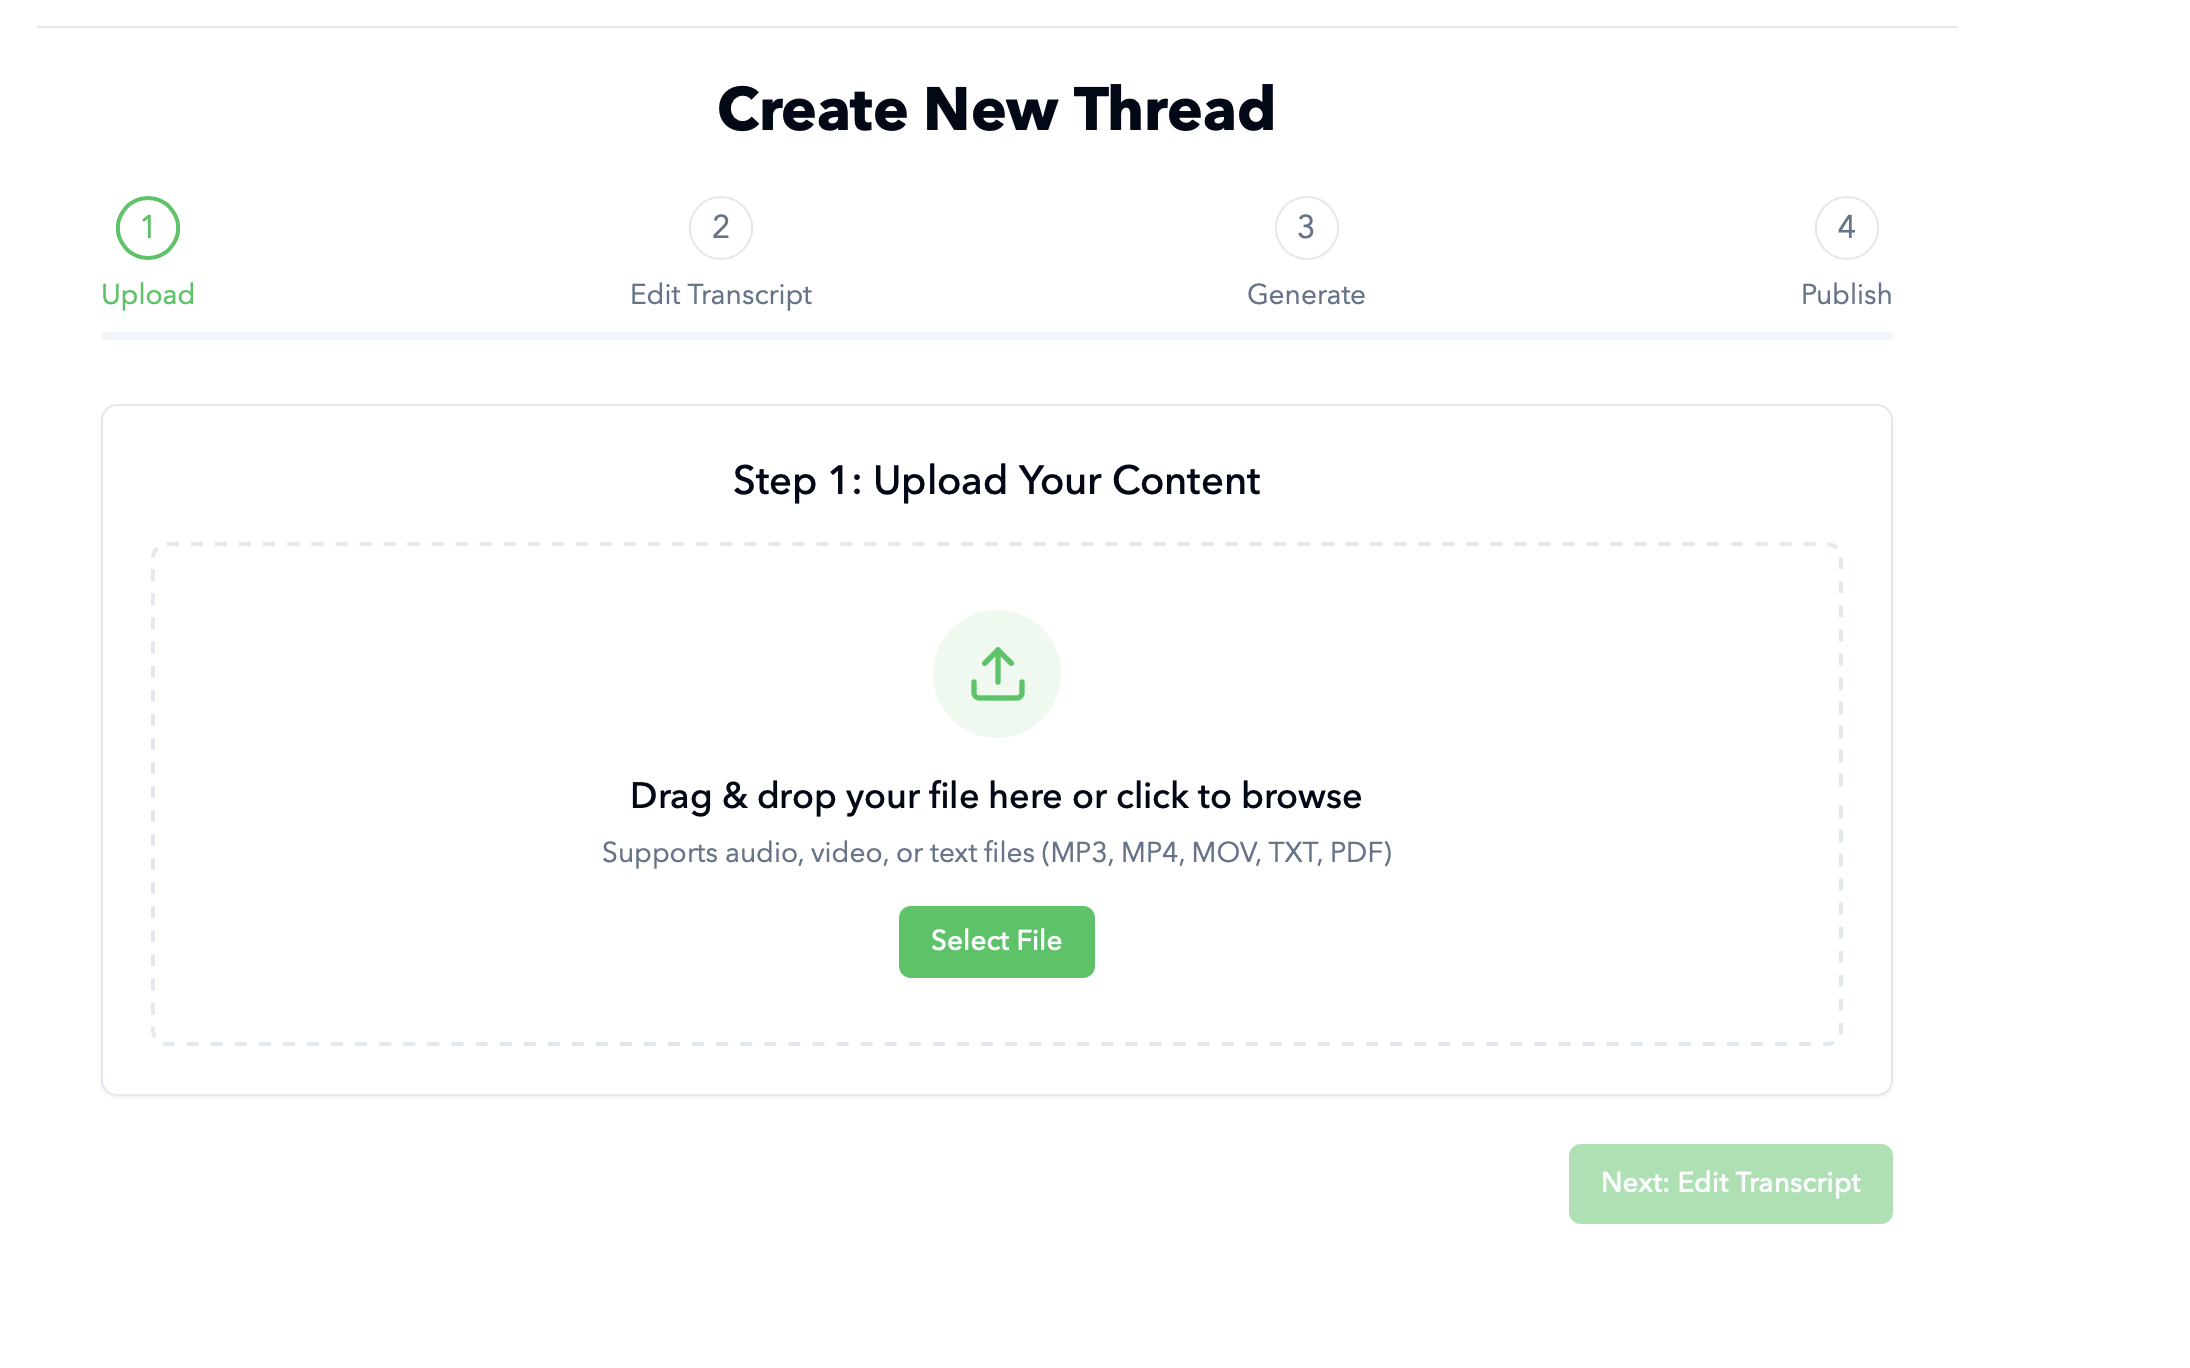 Create New Thread
1
2
3
4
Upload
Edit Transcript
Generate
Publish
Step 1: Upload Your Content
Drag & drop your file here or click to browse
Supports audio, video, or text files (MP3, MP4, MOV, TXT, PDF)
Select File
Next: Edit Transcript